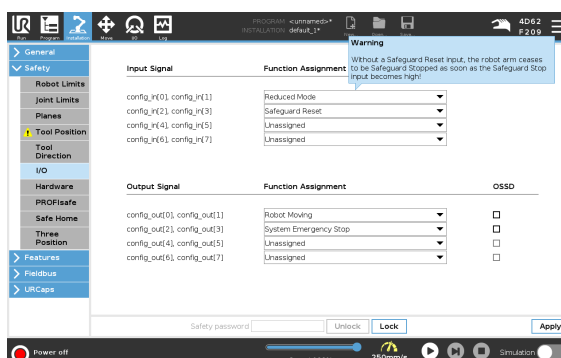 PROGRAM <unnamed>*
INSTALLATION default_1*
4D62
F209
Run
Program
Installation
Move
I/O
Log
Warning
Without a Safeguard Reset input, the robot arm ceases
to be Safeguard Stopped as soon as the Safeguard Stop
input becomes high!
General
Safety
Robot Limits
Joint Limits
Planes
Tool Position
Tool
Direction
I/O
Hardware
PROFIsafe
Safe Home
Three
Position
Features
Fieldbus
URCaps
Input Signal
Function Assignment
config_in[0], config_in[1]
Reduced Mode
config_in[2], config_in[3]
Safeguard Reset
config_in[4], config_in[5]
Unassigned
config_in[6], config_in[7]
Unassigned
Output Signal
Function Assignment
OSSD
config_out[0], config_out[1]
Robot Moving
config_out[2], config_out[3]
System Emergency Stop
config_out[4], config_out[5]
Unassigned
config_out[6], config_out[7]
Unassigned
Safety password
Unlock
Lock
Apply
Power off
250mm/s
Simulation